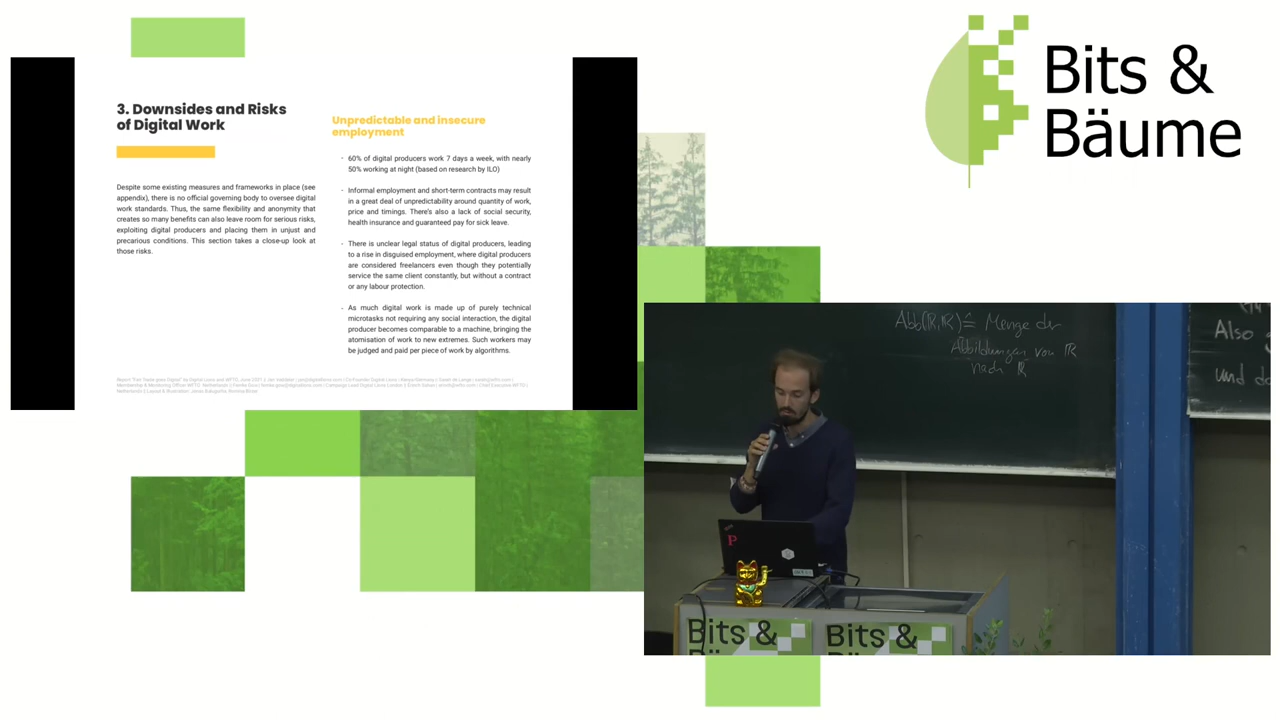 Bits &
Bäume
3. Downsides and Risks
of Digital Work
Despite some existing measures and frameworks in place (see
appendix), there is no official governing body to oversee digital
work standards. Thus, the same flexibility and anonymity that
creates so many benefits can also leave room for serious risks,
exploiting digital producers and placing them in unjust and
precarious conditions. This section takes a close-up look at
those risks.
Unpredictable and insecure
employment
· 60% of digital producers work 7 days a week, with nearly
50% working at night (based on research by ILO)
· Informal employment and short-term contracts may result
in a great deal of unpredictability around quantity of work,
price and timings. There's also a lack of social security,
health insurance and guaranteed pay for sick leave.
· There is unclear legal status of digital producers, leading
to a rise in disguised employment, where digital producers
are considered freelancers even though they potentially
service the same client constantly, but without a contract
or any labour protection.
· As much digital work is made up of purely technical
microtasks not requiring any social interaction, the digital
producer becomes comparable to a machine, bringing the
atomisation of work to new extremes. Such workers may
be judged and paid per piece of work by algorithms.
Abb(ℝ,ℝ) ≙ Menge der
Abbildungen von ℝ
nach ℝ
Also
und
P
Bits &
Bits &